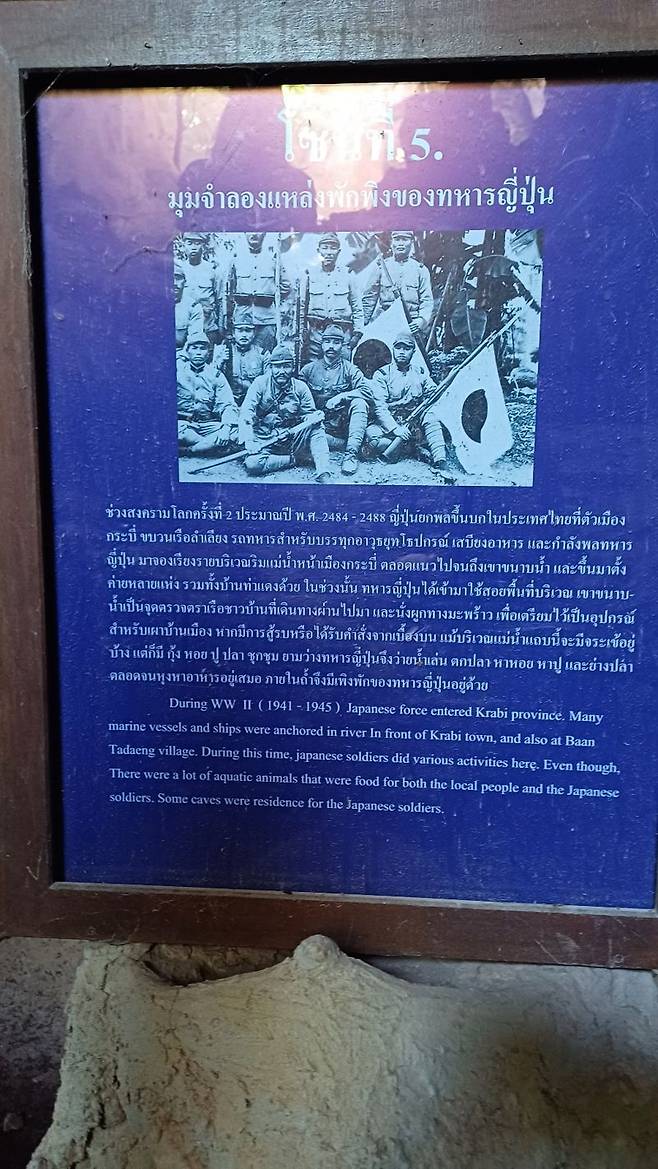 โซนที่ 5.
มุมจำลองแหล่งพักพิงของทหารญี่ปุ่น
ช่วงสงครามโลกครั้งที่ 2 ประมาณปี พ.ศ. 2484 - 2488 ญี่ปุ่นยกพลขึ้นบกในประเทศไทยที่ตัวเมือง
กระบี่ ขบวนเรือลำเลียง รถทหารสำหรับบรรทุกอาวุธยุทโธปกรณ์ เสบียงอาหาร และกำลังพลทหาร
ญี่ปุ่น มาจองเรียงรายบริเวณริมแม่น้ำหน้าเมืองกระบี่ ตลอดแนวไปจนถึงเขาขนาบน้ำ และขึ้นมาตั้ง
ค่ายหลายแห่ง รวมทั้งบ้านท่าแดงด้วย ในช่วงนั้น ทหารญี่ปุ่นได้เข้ามาใช้สอยพื้นที่บริเวณ เขาขนาบ-
น้ำเป็นจุดตรวจตราเรือชาวบ้านที่เดินทางผ่านไปมา และนั่งผูกทางมะพร้าว เพื่อเตรียมไว้เป็นอุปกรณ์
สำหรับเผาบ้านเมือง หากมีการสู้รบหรือได้รับคำสั่งจากเบื้องบน แม้บริเวณแม่น้ำแถบนี้จะมีจระเข้อยู่
บ้าง แต่ก็มี กุ้ง หอย ปู ปลา ชุกชุม ยามว่างทหารญี่ปุ่นจึงว่ายน้ำเล่น ตกปลา หาหอย หาปู และย่างปลา
ตลอดจนหุงหาอาหารอยู่เสมอ ภายในถ้ำจึงมีเพิงพักของทหารญี่ปุ่นอยู่ด้วย
During WW II ( 1941 - 1945 ) Japanese force entered Krabi province. Many
marine vessels and ships were anchored in river In front of Krabi town, and also at Baan
Tadaeng village. During this time, japanese soldiers did various activities here. Even though,
There were a lot of aquatic animals that were food for both the local people and the Japanese
soldiers. Some caves were residence for the Japanese soldiers.